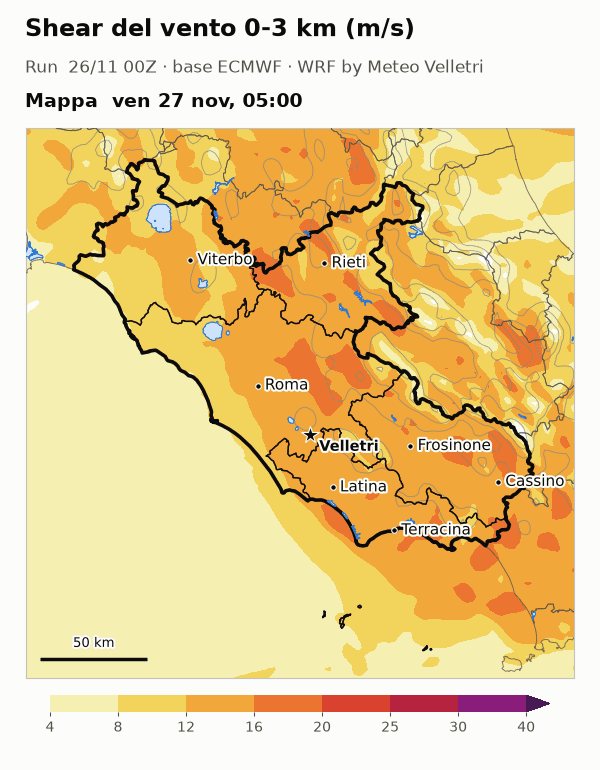 Shear del vento 0-3 km (m/s)
Run  26/11 00Z · base ECMWF · WRF by Meteo Velletri
Mappa  ven 27 nov, 05:00
Viterbo
Rieti
Roma
Velletri
Frosinone
Latina
Cassino
Terracina
50 km
4 8 12 16 20 25 30 40